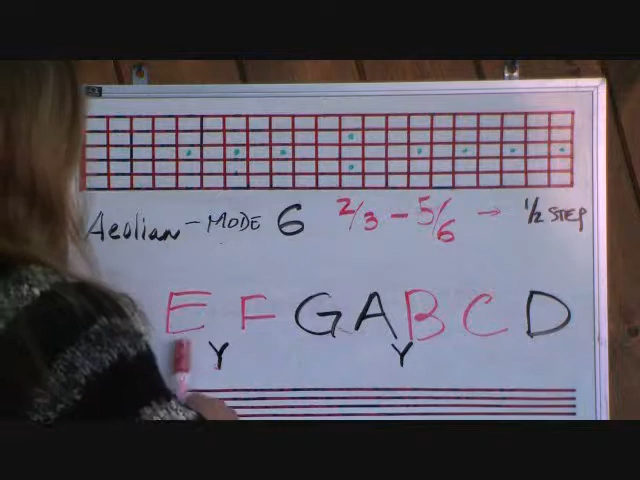 Aeolian - MODE 6 2/3 - 5/6 → 1/2 STEP
E F G A B C D
Y Y